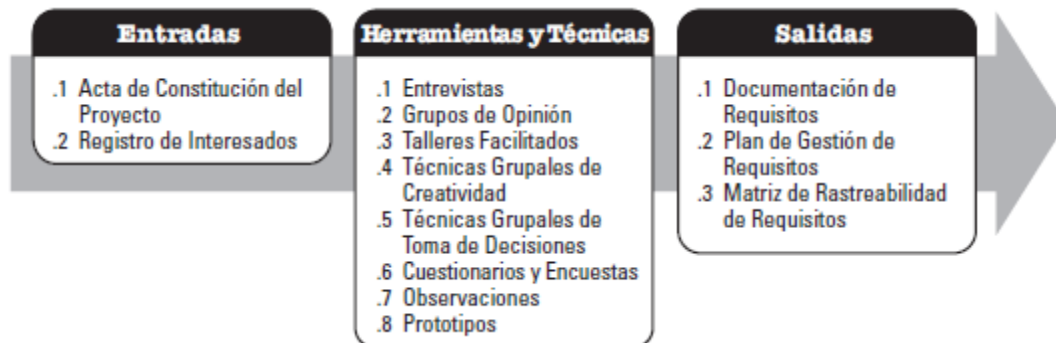 Entradas
.1 Acta de Constitución del
Proyecto
.2 Registro de Interesados
Herramientas y Técnicas
.1 Entrevistas
.2 Grupos de Opinión
.3 Talleres Facilitados
.4 Técnicas Grupales de
Creatividad
.5 Técnicas Grupales de
Toma de Decisiones
.6 Cuestionarios y Encuestas
.7 Observaciones
.8 Prototipos
Salidas
.1 Documentación de
Requisitos
.2 Plan de Gestión de
Requisitos
.3 Matriz de Rastreabilidad
de Requisitos